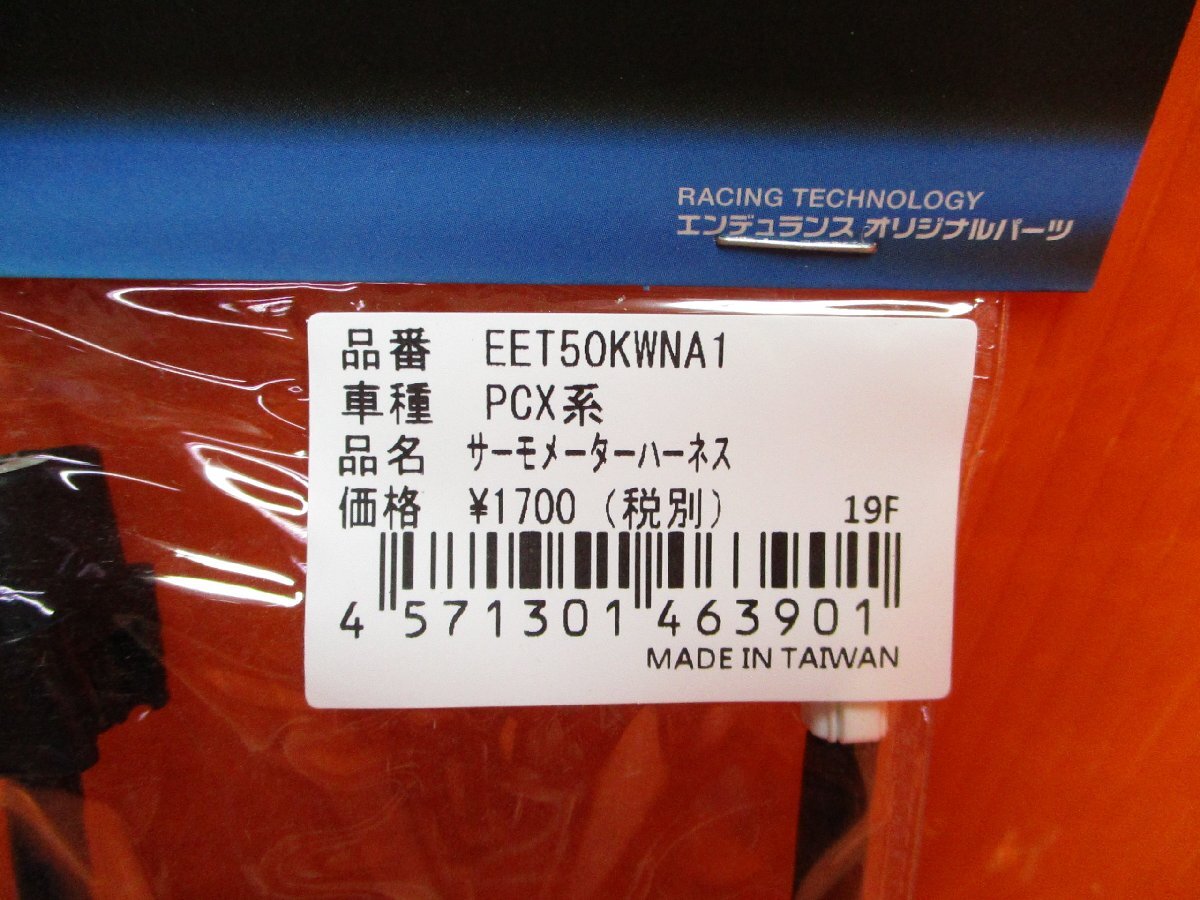 RACING TECHNOLOGY
エンデュランス オリジナルパーツ
品番 EET50KWNA1
車種 PCX系
品名 サーモメーターハーネス
価格 ¥1700 (税別) 19F
4 571301 463901
MADE IN TAIWAN